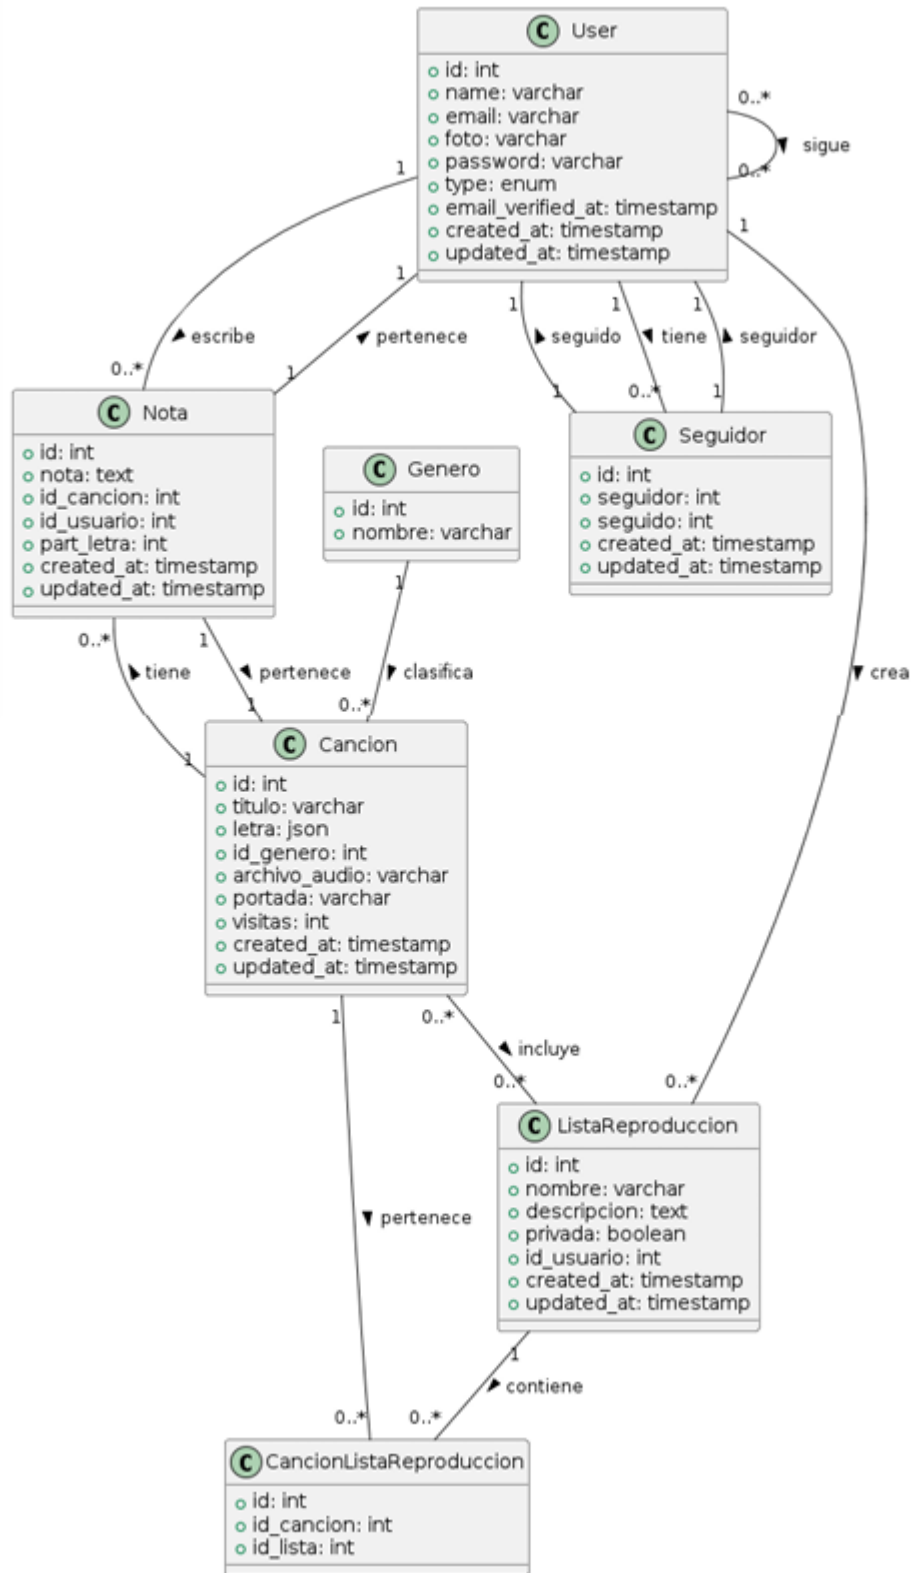 C User
id: int
name: varchar
email: varchar
foto: varchar
password: varchar
type: enum
email_verified_at: timestamp
created_at: timestamp
updated_at: timestamp
0..*
sigue
0..*
1
1
1
1
1
1
escribe
pertenece
seguido
tiene
seguidor
0..*
1
1
0..*
1
C Nota
id: int
nota: text
id_cancion: int
id_usuario: int
part_letra: int
created_at: timestamp
updated_at: timestamp
C Genero
id: int
nombre: varchar
C Seguidor
id: int
seguidor: int
seguido: int
created_at: timestamp
updated_at: timestamp
0..*
1
1
tiene
pertenece
clasifica
crea
1
1
0..*
C Cancion
id: int
titulo: varchar
letra: json
id_genero: int
archivo_audio: varchar
portada: varchar
visitas: int
created_at: timestamp
updated_at: timestamp
1
0..*
incluye
0..*
0..*
C ListaReproduccion
id: int
nombre: varchar
descripcion: text
privada: boolean
id_usuario: int
created_at: timestamp
updated_at: timestamp
pertenece
1
contiene
0..*
0..*
C CancionListaReproduccion
id: int
id_cancion: int
id_lista: int